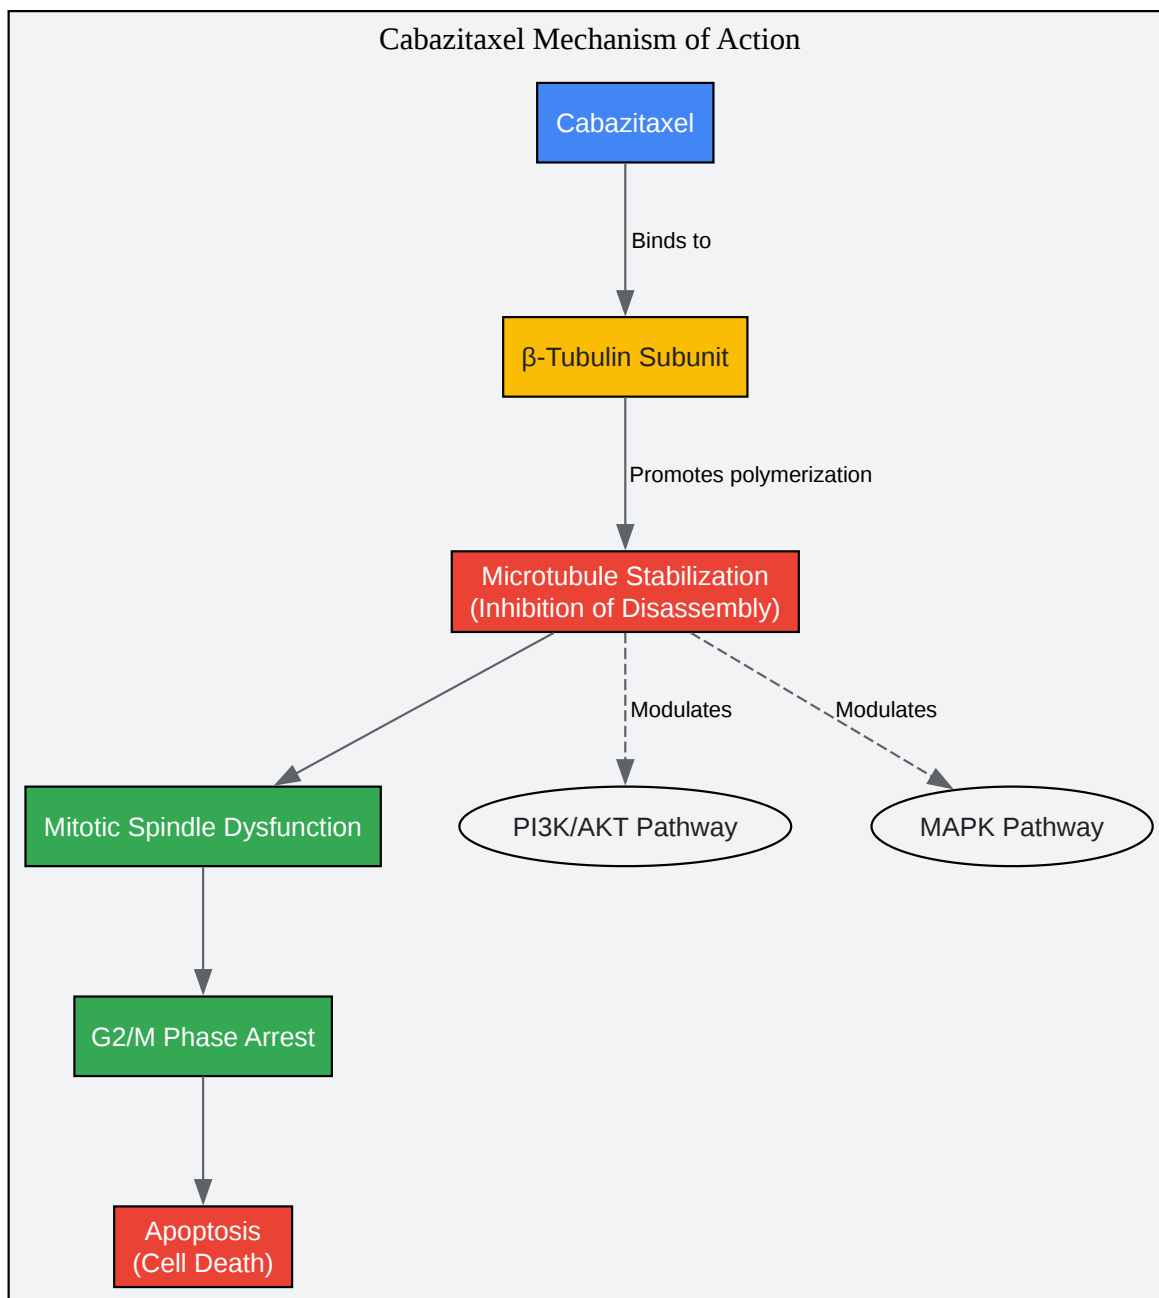 Cabazitaxel Mechanism of Action
Cabazitaxel
Binds to
β-Tubulin Subunit
Promotes polymerization
Microtubule Stabilization
(Inhibition of Disassembly)
Modulates
Modulates
Mitotic Spindle Dysfunction
PI3K/AKT Pathway
MAPK Pathway
G2/M Phase Arrest
Apoptosis
(Cell Death)